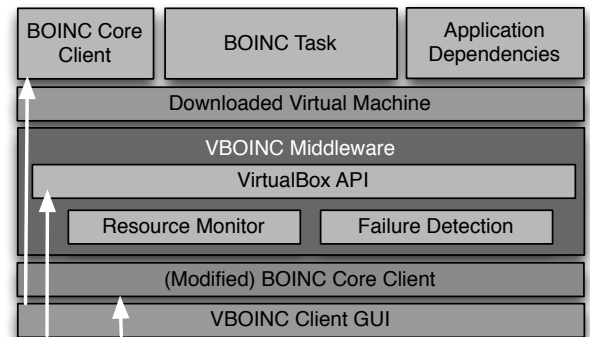 BOINC Core
Client
BOINC Task
Application
Dependencies
Downloaded Virtual Machine
VBOINC Middleware
VirtualBox API
Resource Monitor
Failure Detection
(Modified) BOINC Core Client
VBOINC Client GUI